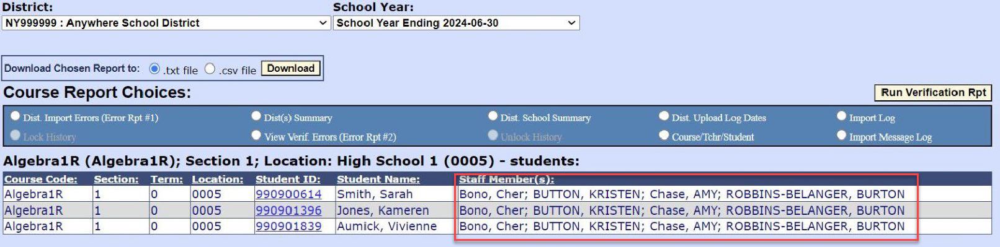 District: School Year:
NY999999 : Anywhere School District School Year Ending 2024-06-30
Download Chosen Report to: .txt file .csv file Download
Course Report Choices: Run Verification Rpt
Dist. Import Errors (Error Rpt #1) Dist(s) Summary Dist. School Summary Dist. Upload Log Dates Import Log
Lock History View Verif. Errors (Error Rpt #2) Unlock History Course/Tchr/Student Import Message Log
Algebra1R (Algebra1R); Section 1; Location: High School 1 (0005) - students:
Course Code: Section: Term: Location: Student ID: Student Name: Staff Member(s):
Algebra1R 1 0 0005 990900614 Smith, Sarah Bono, Cher; BUTTON, KRISTEN; Chase, AMY; ROBBINS-BELANGER, BURTON
Algebra1R 1 0 0005 990901396 Jones, Kameren Bono, Cher; BUTTON, KRISTEN; Chase, AMY; ROBBINS-BELANGER, BURTON
Algebra1R 1 0 0005 990901839 Aumick, Vivienne Bono, Cher; BUTTON, KRISTEN; Chase, AMY; ROBBINS-BELANGER, BURTON